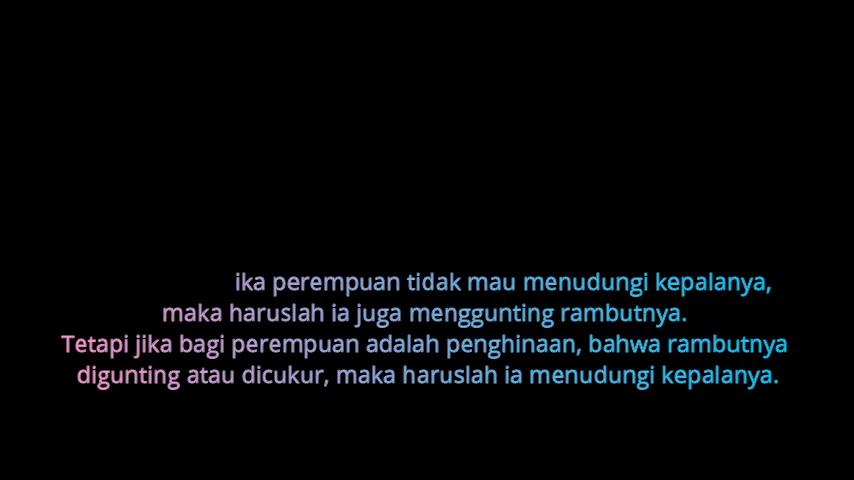 ika perempuan tidak mau menudungi kepalanya,
maka haruslah ia juga menggunting rambutnya.
Tetapi jika bagi perempuan adalah penghinaan, bahwa rambutnya
digunting atau dicukur, maka haruslah ia menudungi kepalanya.